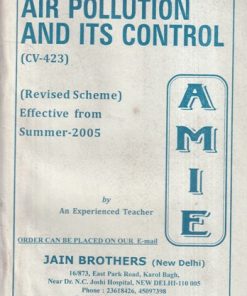 AIR POLLUTION
AND ITS CONTROL
(CV-423)
(Revised Scheme)
Effective from
Summer-2005
AMIE
by
An Experienced Teacher
ORDER CAN BE PLACED ON OUR E-mail
JAIN BROTHERS (New Delhi)
16/873, East Park Road, Karol Bagh,
Near Dr. N.C. Joshi Hospital, NEW DELHI-110 005
Phone : 23618426, 45097398